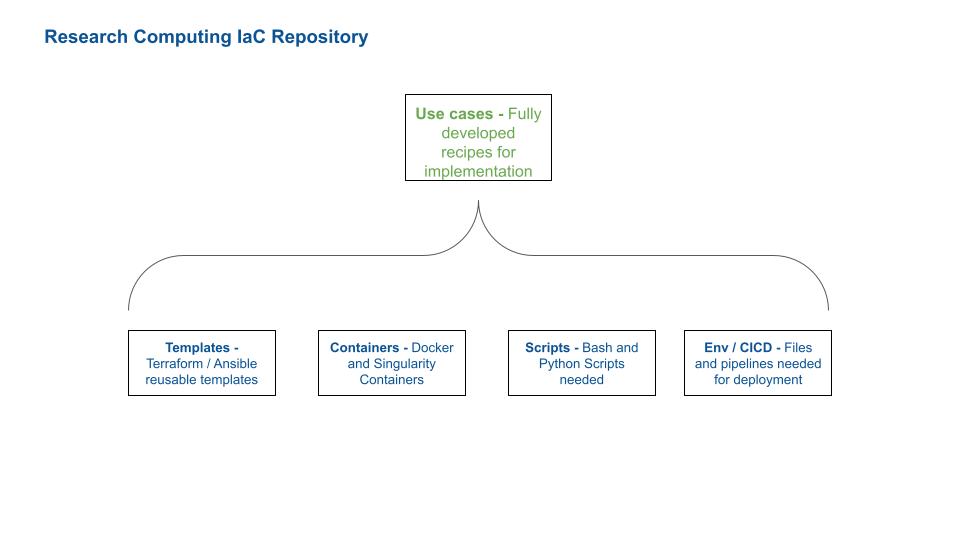 Research Computing IaC Repository
Use cases - Fully
developed
recipes for
implementation
Templates -
Terraform / Ansible
reusable templates
Containers - Docker
and Singularity
Containers
Scripts - Bash and
Python Scripts
needed
Env / CICD - Files
and pipelines needed
for deployment